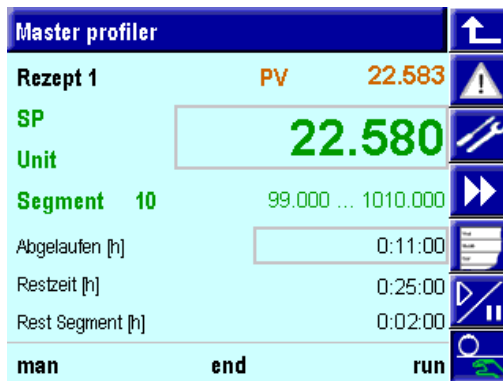 Master profiler
Rezept 1 PV 22.583
SP 22.580
Unit
Segment 10 99.000 ... 1010.000
Abgelaufen [h] 0:11:00
Restzeit [h] 0:25:00
Rest Segment [h] 0:02:00
man end run